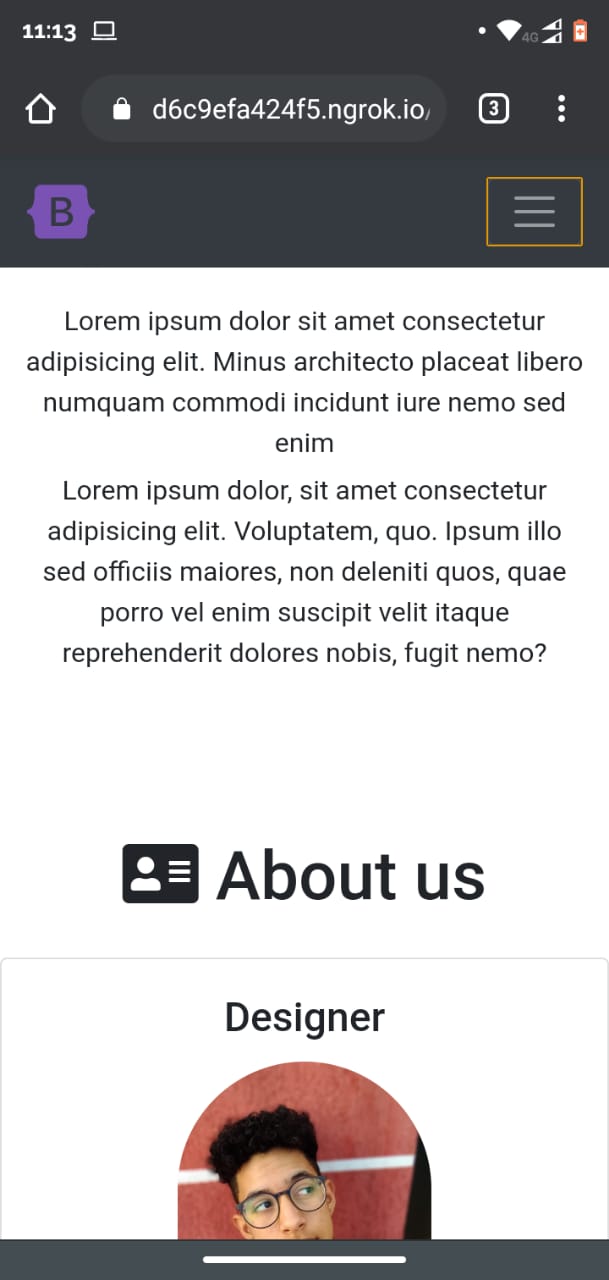 11:13
4G
d6c9efa424f5.ngrok.io/
3
B
Lorem ipsum dolor sit amet consectetur
adipisicing elit. Minus architecto placeat libero
numquam commodi incidunt iure nemo sed
enim
Lorem ipsum dolor, sit amet consectetur
adipisicing elit. Voluptatem, quo. Ipsum illo
sed officiis maiores, non deleniti quos, quae
porro vel enim suscipit velit itaque
reprehenderit dolores nobis, fugit nemo?
About us
Designer